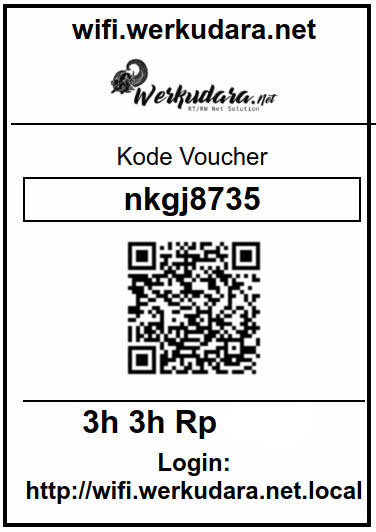 wifi.werkudara.net
Werkudara.Net
RT/RW Net Solution
Kode Voucher
nkgj8735
3h 3h Rp
Login:
http://wifi.werkudara.net.local